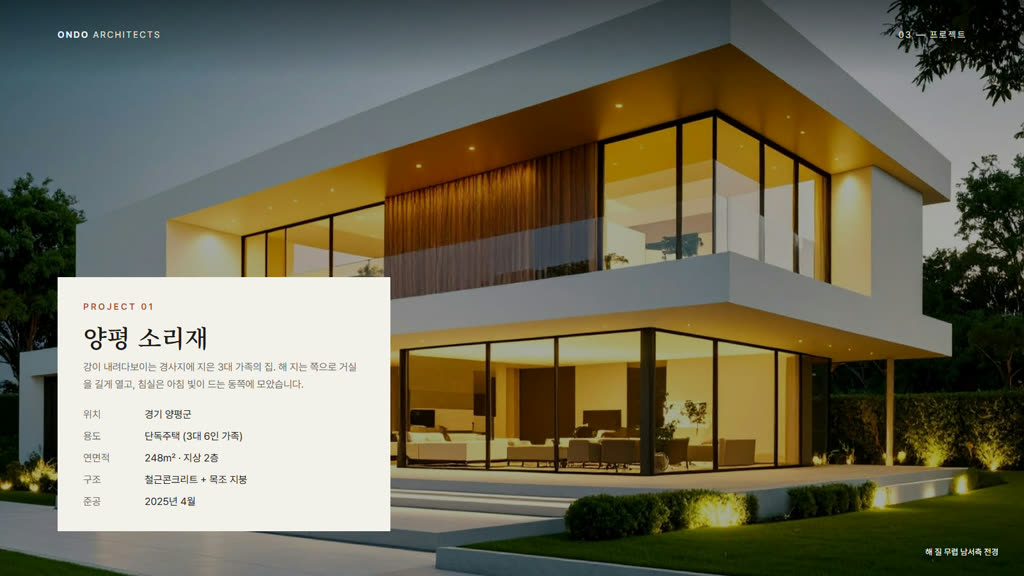 ONDO ARCHITECTS
03 — 프로젝트
PROJECT 01
양평 소리재
강이 내려다보이는 경사지에 지은 3대 가족의 집. 해 지는 쪽으로 거실
을 길게 열고, 침실은 아침 빛이 드는 동쪽에 모았습니다.
위치 경기 양평군
용도 단독주택 (3대 6인 가족)
연면적 248m² · 지상 2층
구조 철근콘크리트 + 목조 지붕
준공 2025년 4월
해 질 무렵 남서측 전경